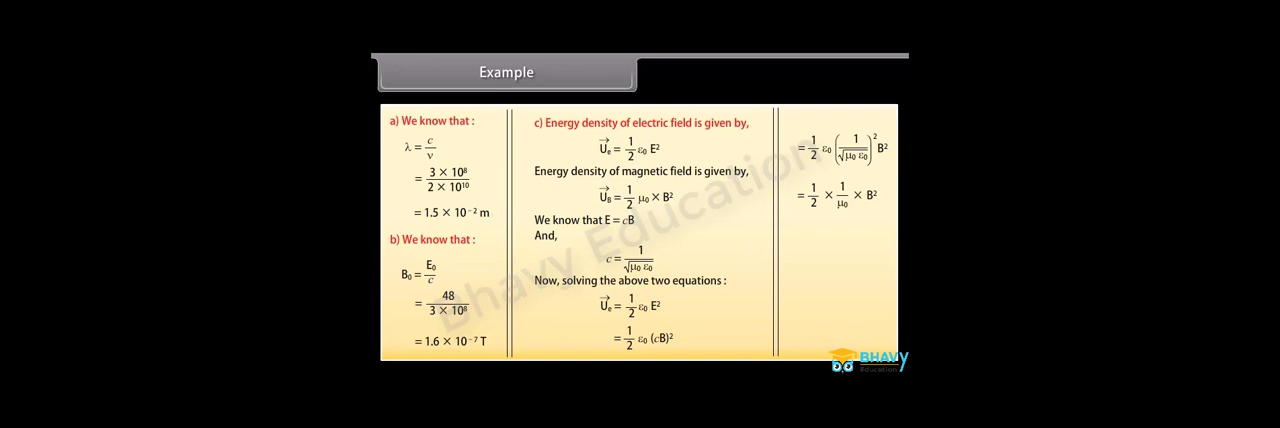 Example
a) We know that :
λ = c/ν
= 3 × 10⁸ / 2 × 10¹⁰
= 1.5 × 10⁻² m
b) We know that :
B₀ = E₀/c
= 48 / 3 × 10⁸
= 1.6 × 10⁻⁷ T
c) Energy density of electric field is given by,
U⃗ₑ = 1/2 ε₀ E²
Energy density of magnetic field is given by,
U⃗_B = 1/2 μ₀ × B²
We know that E = cB
And,
c = 1/√μ₀ ε₀
Now, solving the above two equations :
U⃗ₑ = 1/2 ε₀ E²
= 1/2 ε₀ (cB)²
= 1/2 ε₀ (1/√μ₀ ε₀)² B²
= 1/2 × 1/μ₀ × B²
Bhavy Education
BHAVY
Education